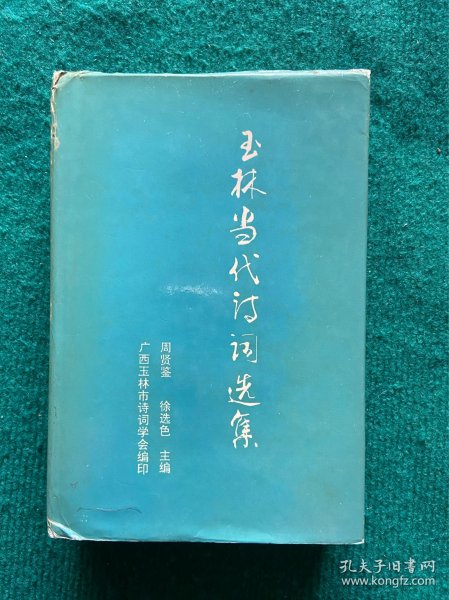 玉林当代诗词选集
周贤鉴 徐选色 主编
广西玉林市诗词学会编印
孔夫子旧书网
www.kongfz.com